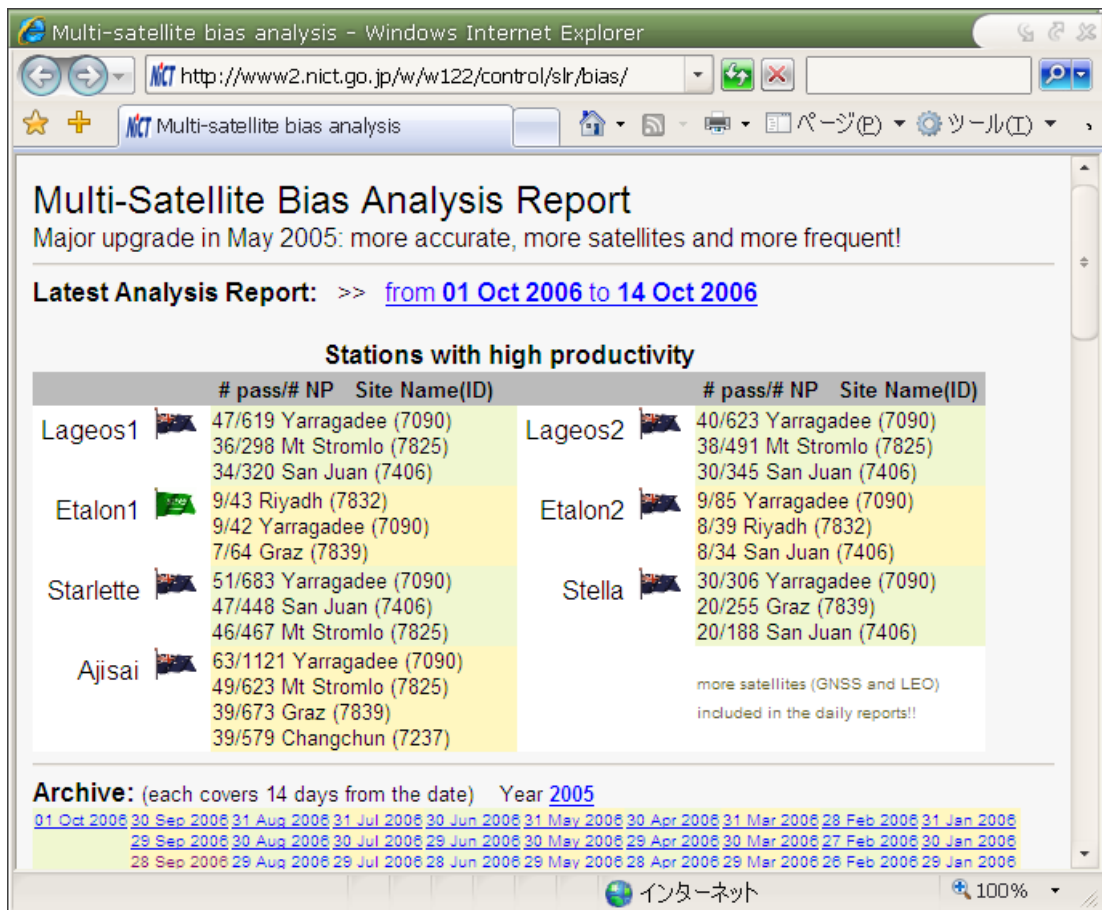 Multi-satellite bias analysis - Windows Internet Explorer
NiCT http://www2.nict.go.jp/w/w122/control/slr/bias/
NiCT Multi-satellite bias analysis ページ(P) ツール(T)
Multi-Satellite Bias Analysis Report
Major upgrade in May 2005: more accurate, more satellites and more frequent!
Latest Analysis Report: >> from 01 Oct 2006 to 14 Oct 2006
Stations with high productivity
# pass/# NP Site Name(ID) # pass/# NP Site Name(ID)
Lageos1 47/619 Yarragadee (7090) Lageos2 40/623 Yarragadee (7090)
36/298 Mt Stromlo (7825) 38/491 Mt Stromlo (7825)
34/320 San Juan (7406) 30/345 San Juan (7406)
Etalon1 9/43 Riyadh (7832) Etalon2 9/85 Yarragadee (7090)
9/42 Yarragadee (7090) 8/39 Riyadh (7832)
7/64 Graz (7839) 8/34 San Juan (7406)
Starlette 51/683 Yarragadee (7090) Stella 30/306 Yarragadee (7090)
47/448 San Juan (7406) 20/255 Graz (7839)
46/467 Mt Stromlo (7825) 20/188 San Juan (7406)
Ajisai 63/1121 Yarragadee (7090)
49/623 Mt Stromlo (7825) more satellites (GNSS and LEO)
39/673 Graz (7839) included in the daily reports!!
39/579 Changchun (7237)
Archive: (each covers 14 days from the date) Year 2005
01 Oct 2006 30 Sep 2006 31 Aug 2006 31 Jul 2006 30 Jun 2006 31 May 2006 30 Apr 2006 31 Mar 2006 28 Feb 2006 31 Jan 2006
29 Sep 2006 30 Aug 2006 30 Jul 2006 29 Jun 2006 30 May 2006 29 Apr 2006 30 Mar 2006 27 Feb 2006 30 Jan 2006
28 Sep 2006 29 Aug 2006 29 Jul 2006 28 Jun 2006 29 May 2006 28 Apr 2006 29 Mar 2006 26 Feb 2006 29 Jan 2006
インターネット 100%